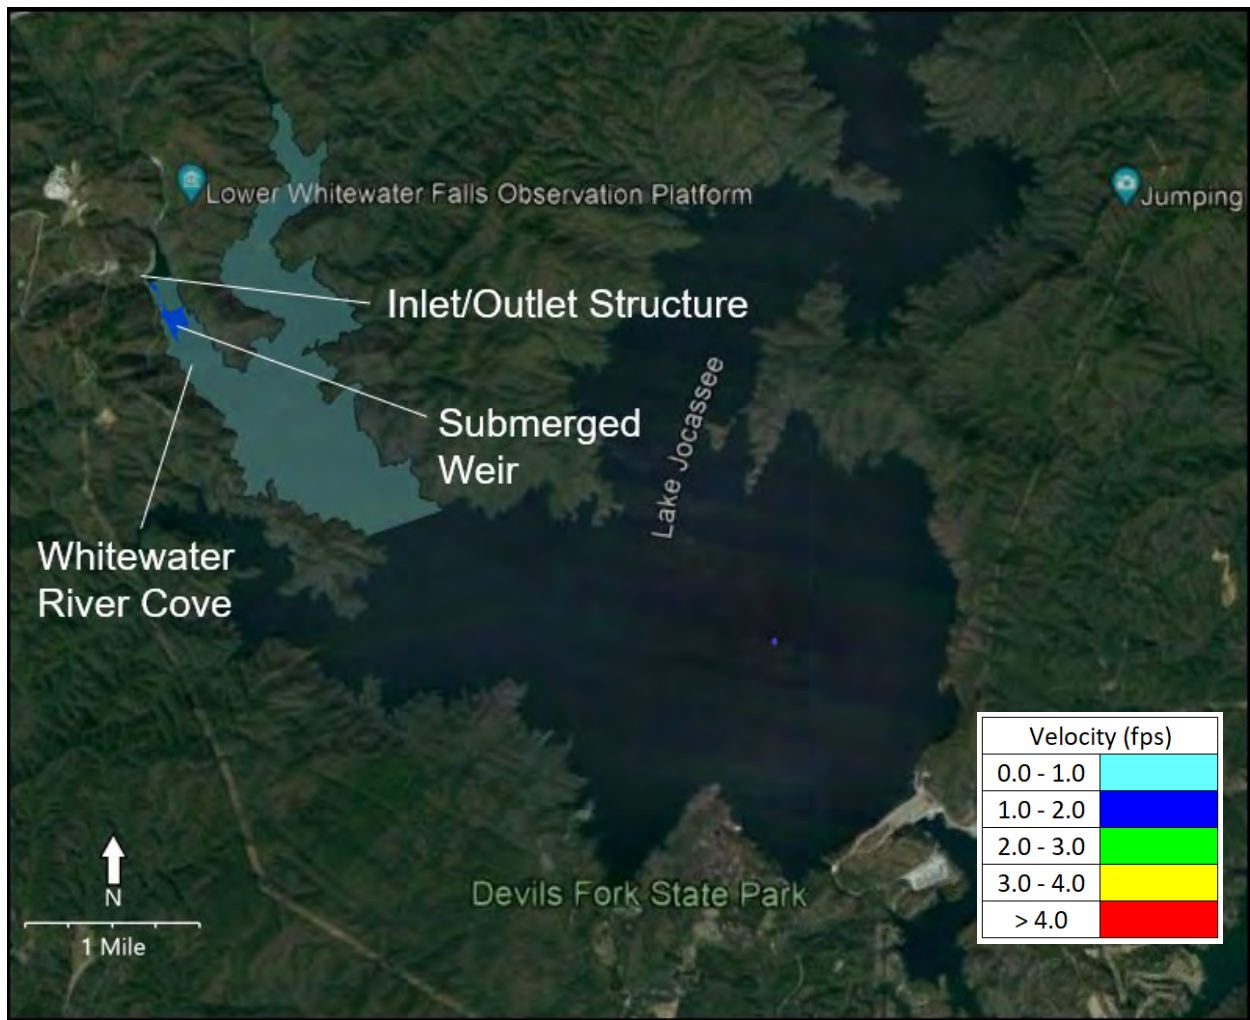 Lower Whitewater Falls Observation Platform
Jumping
Inlet/Outlet Structure
Lake Jocassee
Submerged
Weir
Whitewater
River Cove
Velocity (fps)
0.0 - 1.0
1.0 - 2.0
2.0 - 3.0
3.0 - 4.0
> 4.0
N
1 Mile
Devils Fork State Park